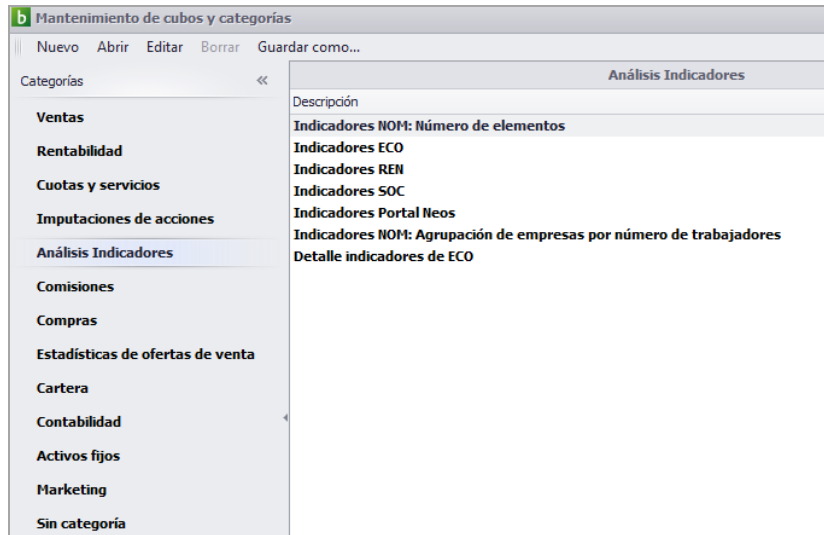 b Mantenimiento de cubos y categorías
Nuevo Abrir Editar Borrar Guardar como...
Categorías «
Ventas
Rentabilidad
Cuotas y servicios
Imputaciones de acciones
Análisis Indicadores
Comisiones
Compras
Estadísticas de ofertas de venta
Cartera
Contabilidad
Activos fijos
Marketing
Sin categoría
Análisis Indicadores
Descripción
Indicadores NOM: Número de elementos
Indicadores ECO
Indicadores REN
Indicadores SOC
Indicadores Portal Neos
Indicadores NOM: Agrupación de empresas por número de trabajadores
Detalle indicadores de ECO